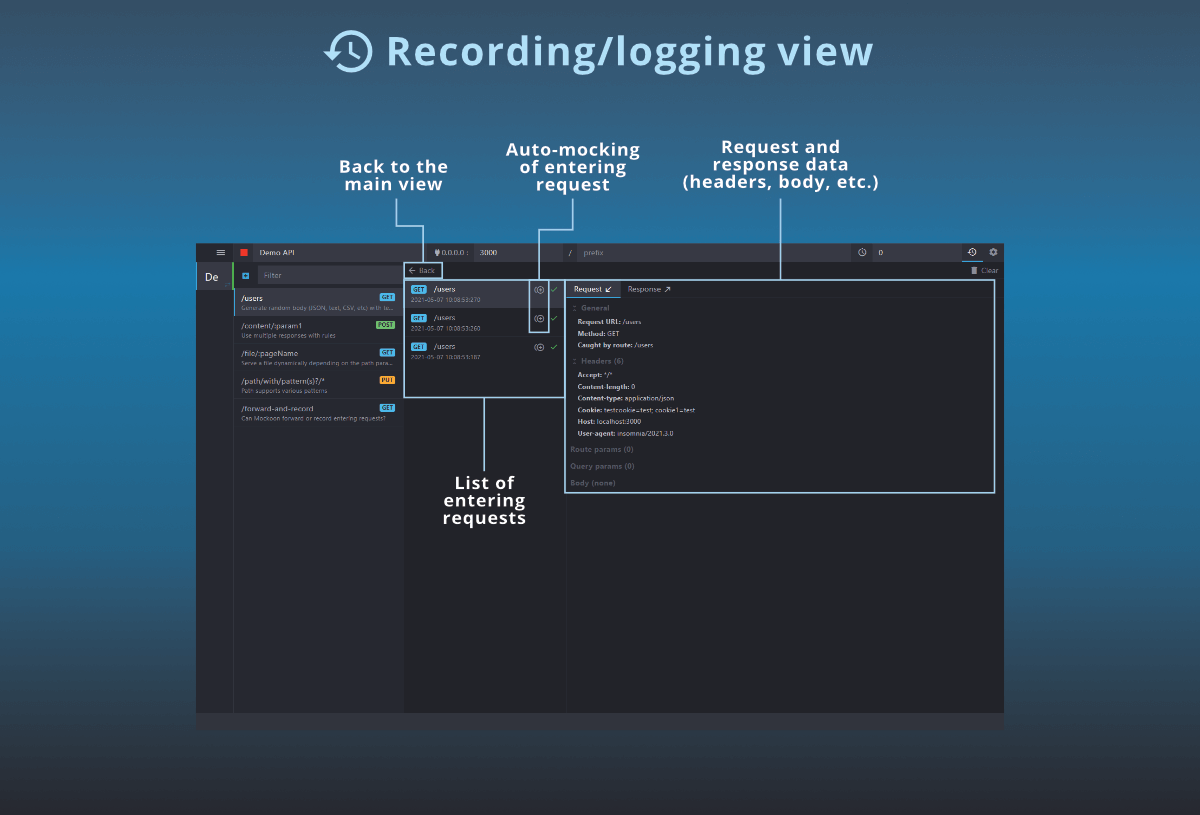 Recording/logging view
Back to the
main view
Auto-mocking
of entering
request
Request and
response data
(headers, body, etc.)
Demo API
0.0.0.0 :
3000
/
prefix
0
De
Filter
Back
Clear
/users
GET
Generate random body (JSON, text, CSV, etc) with te...
/content/:param1
POST
Use multiple responses with rules
/file/:pageName
GET
Serve a file dynamically depending on the path para...
/path/with/pattern(s)?/*
PUT
Path supports various patterns
/forward-and-record
GET
Can Mockoon forward or record entering requests?
GET /users
2021-05-07 10:08:53:270
GET /users
2021-05-07 10:08:53:260
GET /users
2021-05-07 10:08:51:387
Request
Response
General
Request URL: /users
Method: GET
Caught by route: /users
Headers (6)
Accept: */*
Content-length: 0
Content-type: application/json
Cookie: testcookie=test; cookie1=test
Host: localhost:3000
User-agent: insomnia/2021.3.0
Route params (0)
Query params (0)
Body (none)
List of
entering
requests